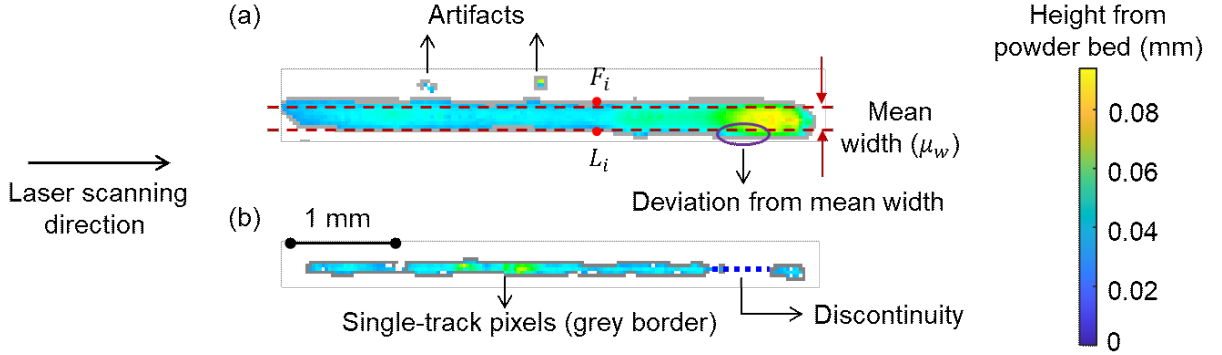 (a)
Artifacts
Height from
powder bed (mm)
F_i
L_i
Mean
width (μ_w)
Laser scanning
direction
Deviation from mean width
(b)
1 mm
Single-track pixels (grey border)
Discontinuity
0.08
0.06
0.04
0.02
0